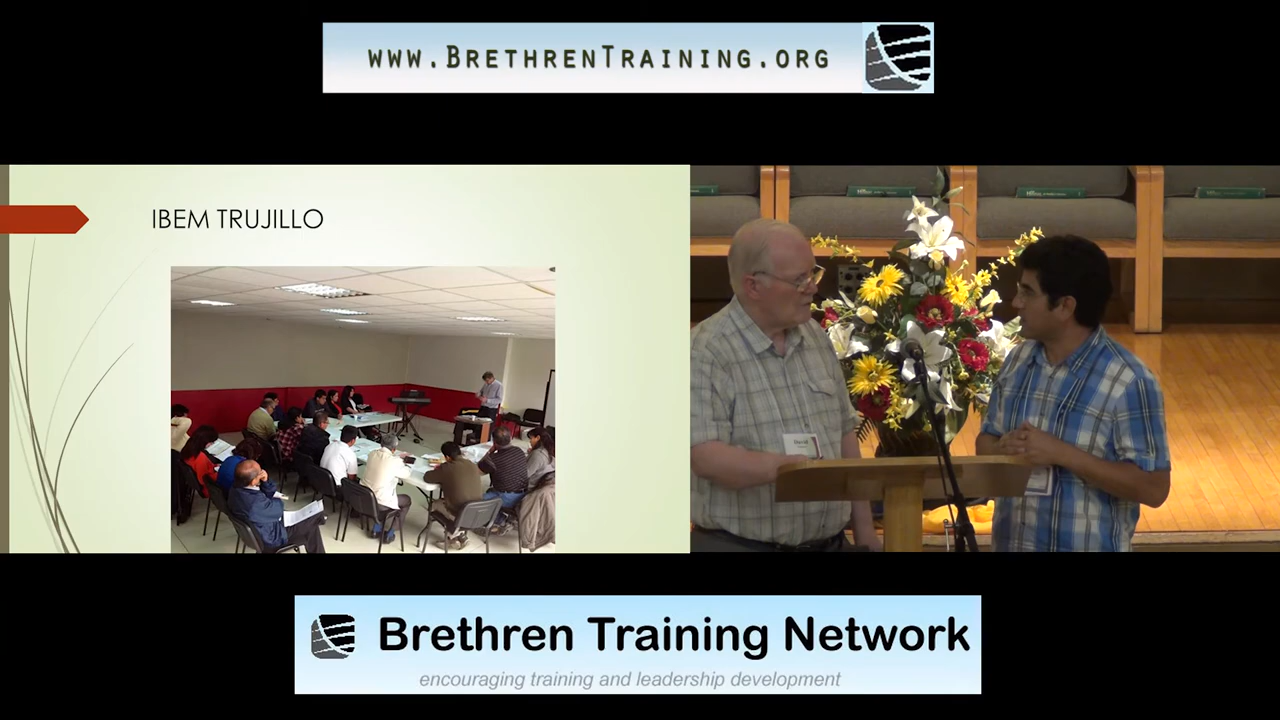 www.BrethrenTraining.org
IBEM TRUJILLO
Brethren Training Network
encouraging training and leadership development